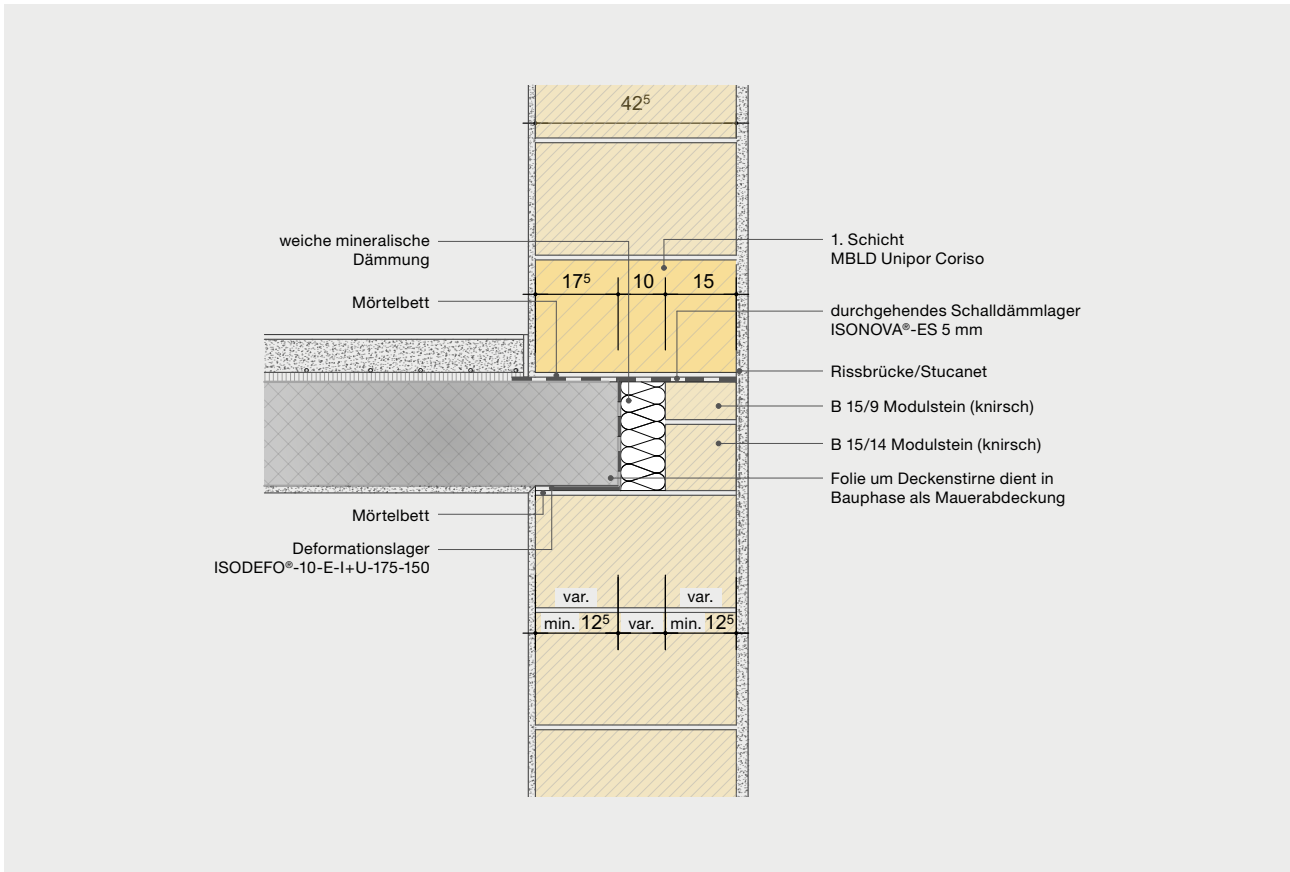 42⁵
weiche mineralische
Dämmung
Mörtelbett
17⁵ 10 15
1. Schicht
MBLD Unipor Coriso
durchgehendes Schalldämmlager
ISONOVA®-ES 5 mm
Rissbrücke/Stucanet
B 15/9 Modulstein (knirsch)
B 15/14 Modulstein (knirsch)
Folie um Deckenstirne dient in
Bauphase als Mauerabdeckung
Mörtelbett
Deformationslager
ISODEFO®-10-E-I+U-175-150
var. var.
min. 12⁵ var. min. 12⁵